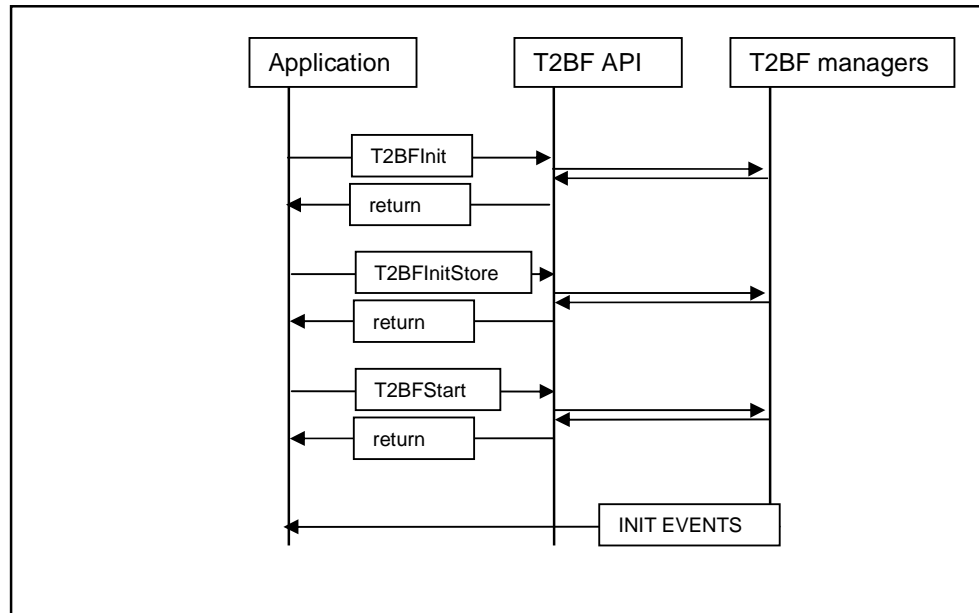 Application
T2BF API
T2BF managers
T2BFInit
return
T2BFInitStore
return
T2BFStart
return
INIT EVENTS